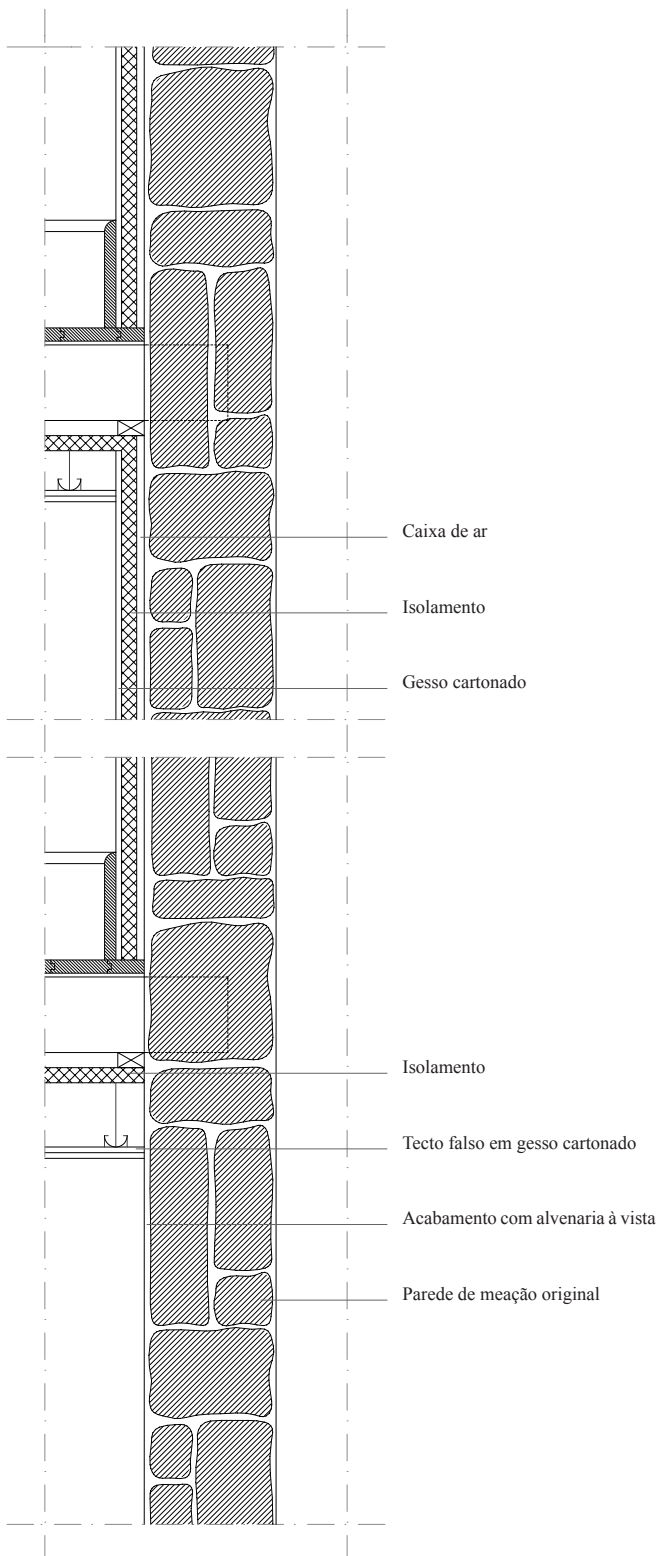 Caixa de ar
Isolamento
Gesso cartonado
Isolamento
Tecto falso em gesso cartonado
Acabamento com alvenaria à vista
Parede de meação original